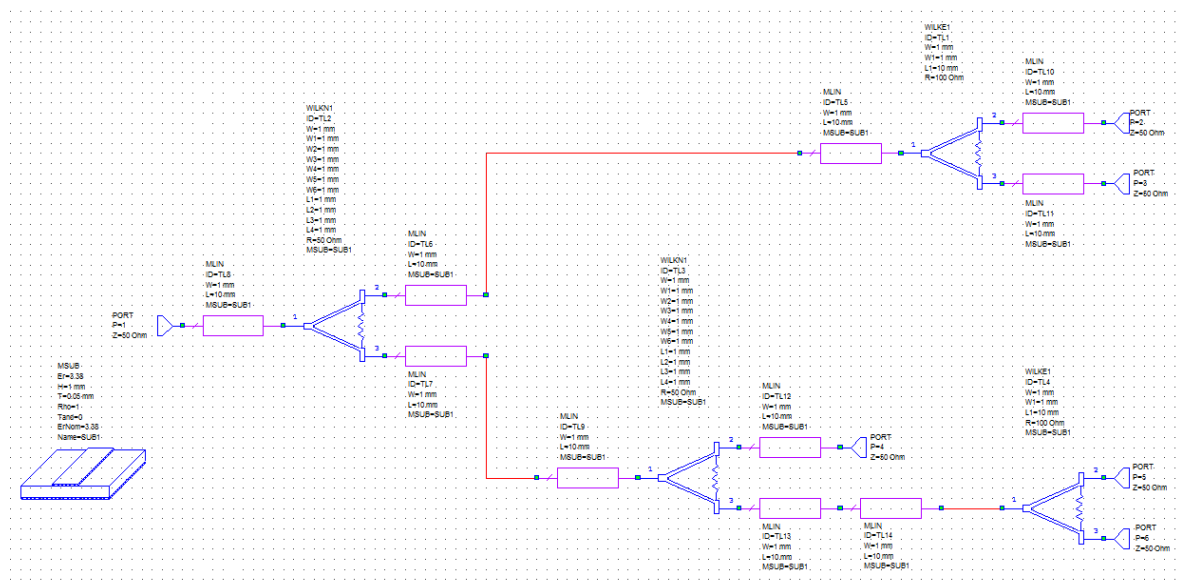 WILKE1
ID=TL1
W=1 mm
W1=1 mm
L1=10 mm
R=100 Ohm
MLIN
ID=TL10
W=1 mm
L=10 mm
MSUB=SUB1
2
PORT
P=2
Z=50 Ohm
MLIN
ID=TL5
W=1 mm
L=10 mm
MSUB=SUB1
1
3
PORT
P=3
Z=50 Ohm
MLIN
ID=TL11
W=1 mm
L=10 mm
MSUB=SUB1
WILKN1
ID=TL2
W=1 mm
W1=1 mm
W2=1 mm
W3=1 mm
W4=1 mm
W5=1 mm
W6=1 mm
L1=1 mm
L2=1 mm
L3=1 mm
L4=1 mm
R=50 Ohm
MSUB=SUB1
MLIN
ID=TL6
W=1 mm
L=10 mm
MSUB=SUB1
MLIN
ID=TL8
W=1 mm
L=10 mm
MSUB=SUB1
PORT
P=1
Z=50 Ohm
1
2
3
MLIN
ID=TL7
W=1 mm
L=10 mm
MSUB=SUB1
MSUB
Er=3.38
H=1 mm
T=0.05 mm
Rho=1
Tand=0
ErNom=3.38
Name=SUB1
WILKN1
ID=TL3
W=1 mm
W1=1 mm
W2=1 mm
W3=1 mm
W4=1 mm
W5=1 mm
W6=1 mm
L1=1 mm
L2=1 mm
L3=1 mm
L4=1 mm
R=50 Ohm
MSUB=SUB1
MLIN
ID=TL9
W=1 mm
L=10 mm
MSUB=SUB1
MLIN
ID=TL12
W=1 mm
L=10 mm
MSUB=SUB1
1
2
PORT
P=4
Z=50 Ohm
3
MLIN
ID=TL13
W=1 mm
L=10 mm
MSUB=SUB1
MLIN
ID=TL14
W=1 mm
L=10 mm
MSUB=SUB1
WILKE1
ID=TL4
W=1 mm
W1=1 mm
L1=10 mm
R=100 Ohm
MSUB=SUB1
1
2
PORT
P=5
Z=50 Ohm
3
PORT
P=6
Z=50 Ohm